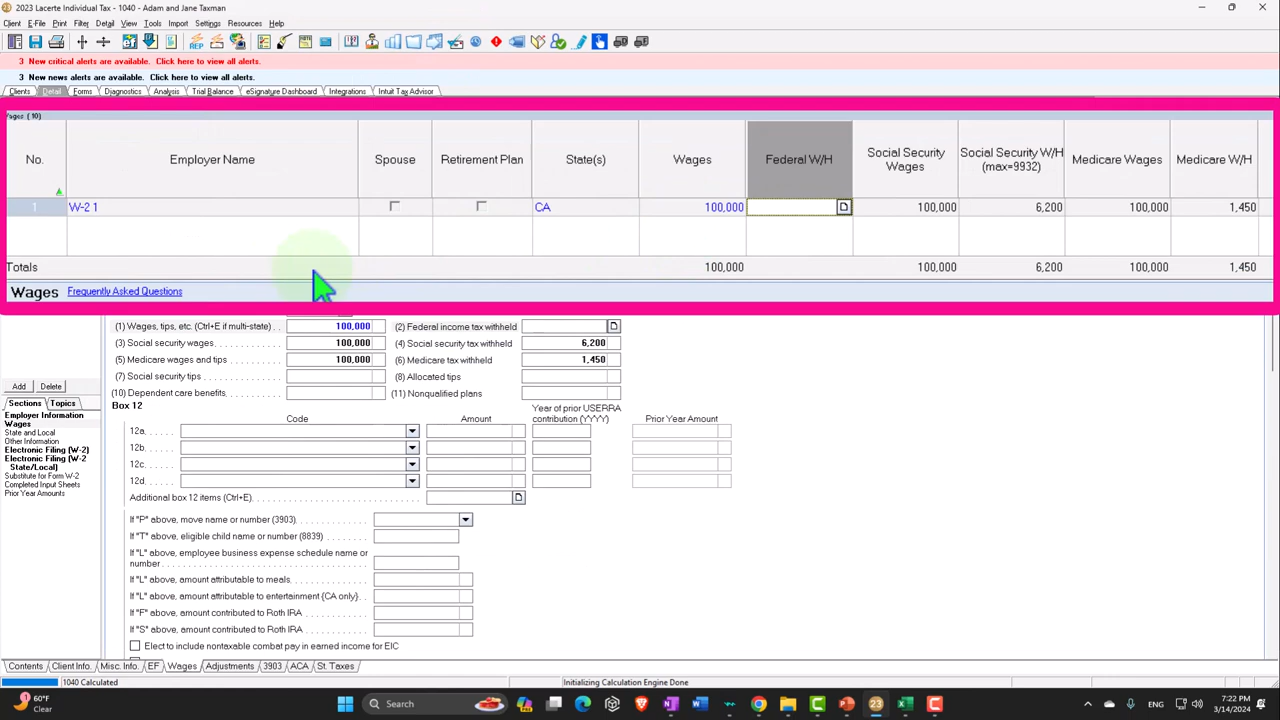 2023 Lacerte Individual Tax - 1040 - Adam and Jane Taxman
Client E-File Print Filter Detail View Tools Import Settings Resources Help
3 New critical alerts are available. Click here to view all alerts.
3 New news alerts are available. Click here to view all alerts.
Clients Detail Forms Diagnostics Analysis Trial Balance eSignature Dashboard Integrations Intuit Tax Advisor
No. Employer Name Spouse Retirement Plan State(s) Wages Federal W/H Social Security Wages Social Security W/H (max=9932) Medicare Wages Medicare W/H
1 W-2 1 CA 100,000 100,000 6,200 100,000 1,450
Totals 100,000 100,000 6,200 100,000 1,450
Wages Frequently Asked Questions
(1) Wages, tips, etc. (Ctrl+E if multi-state) 100,000 (2) Federal income tax withheld
(3) Social security wages 100,000 (4) Social security tax withheld 6,200
(5) Medicare wages and tips 100,000 (6) Medicare tax withheld 1,450
(7) Social security tips (8) Allocated tips
(10) Dependent care benefits (11) Nonqualified plans
Add Delete
Sections Topics
Employer Information
Wages
State and Local
Other Information
Electronic Filing (W-2)
Electronic Filing (W-2
State/Local)
Substitute for Form W-2
Completed Input Sheets
Prior Year Amounts
Box 12
Code Amount Year of prior USERRA contribution (YYYY) Prior Year Amount
12a
12b
12c
12d
Additional box 12 items (Ctrl+E)
If "P" above, move name or number (3903)
If "T" above, eligible child name or number (8839)
If "L" above, employee business expense schedule name or
number
If "L" above, amount attributable to meals
If "L" above, amount attributable to entertainment {CA only}
If "F" above, amount contributed to Roth IRA
If "S" above, amount contributed to Roth IRA
Elect to include nontaxable combat pay in earned income for EIC
Contents Client Info. Misc. Info. EF Wages Adjustments 3903 ACA St. Taxes
1040 Calculated Initializing Calculation Engine Done
60°F
Clear
Search
ENG
7:22 PM
3/14/2024